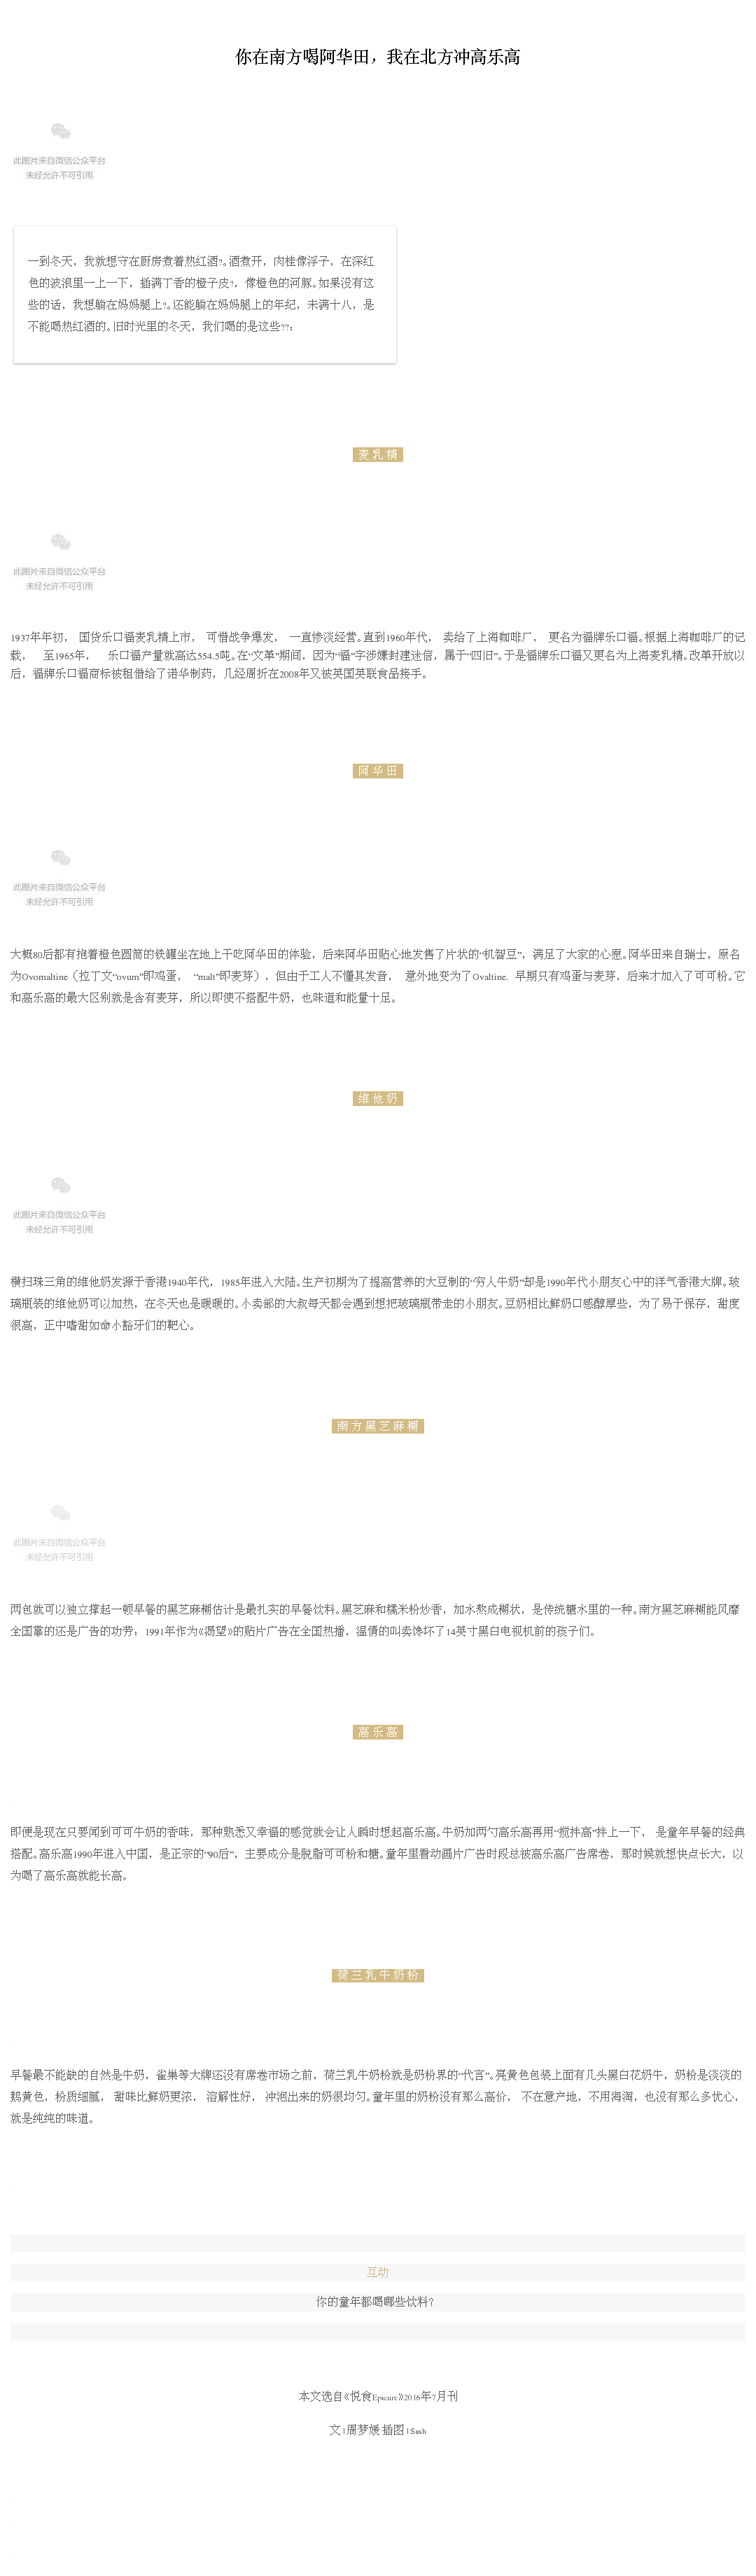 你在南方喝阿华田，我在北方冲高乐高
此图片来自微信公众平台
未经允许不可引用
一到冬天，我就想守在厨房煮着热红酒?。酒煮开，肉桂像浮子，在深红
色的波浪里一上一下，插满丁香的橙子皮?，像橙色的河豚。如果没有这
些的话，我想躺在妈妈腿上?。还能躺在妈妈腿上的年纪，未满十八，是
不能喝热红酒的。旧时光里的冬天，我们喝的是这些??：
麦乳精
此图片来自微信公众平台
未经允许不可引用
1937年年初， 国货乐口福麦乳精上市， 可惜战争爆发， 一直惨淡经营。直到1960年代， 卖给了上海咖啡厂， 更名为福牌乐口福。根据上海咖啡厂的记
载， 至1965年， 乐口福产量就高达554.5吨。在“文革”期间，因为“福”字涉嫌封建迷信，属于“四旧”。于是福牌乐口福又更名为上海麦乳精。改革开放以
后，福牌乐口福商标被租借给了诺华制药，几经周折在2008年又被英国英联食品接手。
阿华田
此图片来自微信公众平台
未经允许不可引用
大概80后都有抱着橙色圆筒的铁罐坐在地上干吃阿华田的体验，后来阿华田贴心地发售了片状的“机智豆”，满足了大家的心愿。阿华田来自瑞士，原名
为Ovomaltine（拉丁文“ovum”即鸡蛋， “malt”即麦芽），但由于工人不懂其发音， 意外地变为了Ovaltine. 早期只有鸡蛋与麦芽，后来才加入了可可粉。它
和高乐高的最大区别就是含有麦芽，所以即使不搭配牛奶，也味道和能量十足。
维他奶
此图片来自微信公众平台
未经允许不可引用
横扫珠三角的维他奶发源于香港1940年代，1985年进入大陆。生产初期为了提高营养的大豆制的“穷人牛奶”却是1990年代小朋友心中的洋气香港大牌。玻
璃瓶装的维他奶可以加热，在冬天也是暖暖的。小卖部的大叔每天都会遇到想把玻璃瓶带走的小朋友。豆奶相比鲜奶口感醇厚些，为了易于保存，甜度
很高，正中嗜甜如命小豁牙们的靶心。
南方黑芝麻糊
此图片来自微信公众平台
未经允许不可引用
两包就可以独立撑起一顿早餐的黑芝麻糊估计是最扎实的早餐饮料。黑芝麻和糯米粉炒香，加水熬成糊状，是传统糖水里的一种。南方黑芝麻糊能风靡
全国靠的还是广告的功劳：1991年作为《渴望》的贴片广告在全国热播，温情的叫卖馋坏了14英寸黑白电视机前的孩子们。
高乐高
即便是现在只要闻到可可牛奶的香味，那种熟悉又幸福的感觉就会让人瞬时想起高乐高。牛奶加两勺高乐高再用“搅拌高”拌上一下， 是童年早餐的经典
搭配。高乐高1990年进入中国，是正宗的“90后”，主要成分是脱脂可可粉和糖。童年里看动画片广告时段总被高乐高广告席卷，那时候就想快点长大，以
为喝了高乐高就能长高。
荷兰乳牛奶粉
早餐最不能缺的自然是牛奶，雀巢等大牌还没有席卷市场之前，荷兰乳牛奶粉就是奶粉界的“代言”。亮黄色包装上面有几头黑白花奶牛，奶粉是淡淡的
鹅黄色，粉质细腻， 甜味比鲜奶更浓， 溶解性好， 冲泡出来的奶很均匀。童年里的奶粉没有那么高价， 不在意产地，不用海淘，也没有那么多忧心，
就是纯纯的味道。
互动
你的童年都喝哪些饮料？
本文选自《悦食Epicure》2016年7月刊
文 | 周梦媛 插图 | Sash